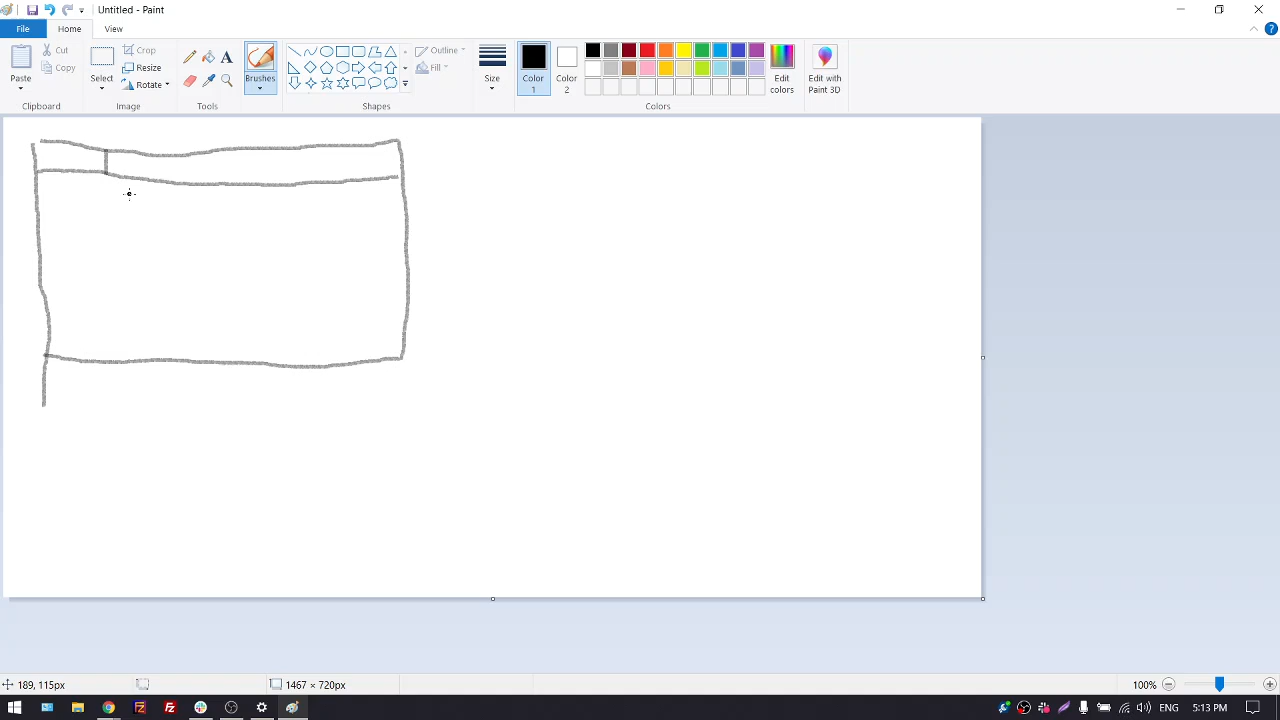 Untitled - Paint
File Home View
Paste
Cut
Copy
Clipboard
Select
Crop
Resize
Rotate
Image
Tools
Brushes
Shapes
Outline
Fill
Size
Color
1
Color
2
Edit
colors
Colors
Edit with
Paint 3D
189, 115px
1467 × 720px
100%
ENG
5:13 PM